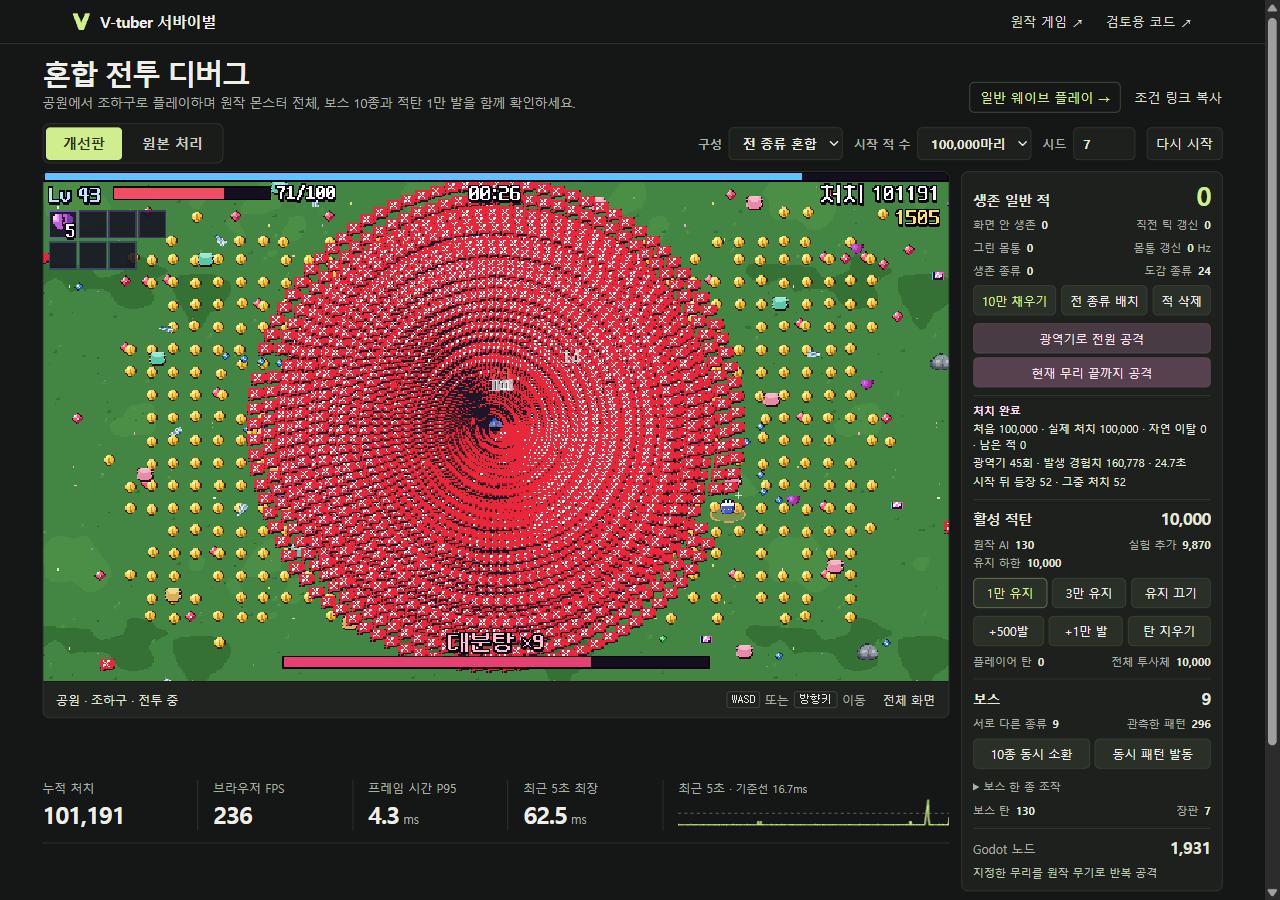 V-tuber 서바이벌
원작 게임 ↗ 검토용 코드 ↗
혼합 전투 디버그
공원에서 조하구로 플레이하며 원작 몬스터 전체, 보스 10종과 적탄 1만 발을 함께 확인하세요.
일반 웨이브 플레이 → 조건 링크 복사
개선판 원본 처리
구성 전 종류 혼합 시작 적 수 100,000마리 시드 7 다시 시작
Lv 43 71/100 00:26 처치 101191
1505
5
대분탕 x9
공원 · 조하구 · 전투 중
WASD 또는 방향키 이동 전체 화면
생존 일반 적 0
화면 안 생존 0 직전 틱 갱신 0
그린 몸통 0 몸통 갱신 0 Hz
생존 종류 0 도감 종류 24
10만 채우기 전 종류 배치 적 삭제
광역기로 전원 공격
현재 무리 끝까지 공격
처치 완료
처음 100,000 · 실제 처치 100,000 · 자연 이탈 0
· 남은 적 0
광역기 45회 · 발생 경험치 160,778 · 24.7초
시작 뒤 등장 52 · 그중 처치 52
활성 적탄 10,000
원작 AI 130 실험 추가 9,870
유지 하한 10,000
1만 유지 3만 유지 유지 끄기
+500발 +1만 발 탄 지우기
플레이어 탄 0 전체 투사체 10,000
보스 9
서로 다른 종류 9 관측한 패턴 296
10종 동시 소환 동시 패턴 발동
▸ 보스 한 종 조작
보스 탄 130 장판 7
Godot 노드 1,931
지정한 무리를 원작 무기로 반복 공격
누적 처치 브라우저 FPS 프레임 시간 P95 최근 5초 최장 최근 5초 · 기준선 16.7ms
101,191 236 4.3 ms 62.5 ms